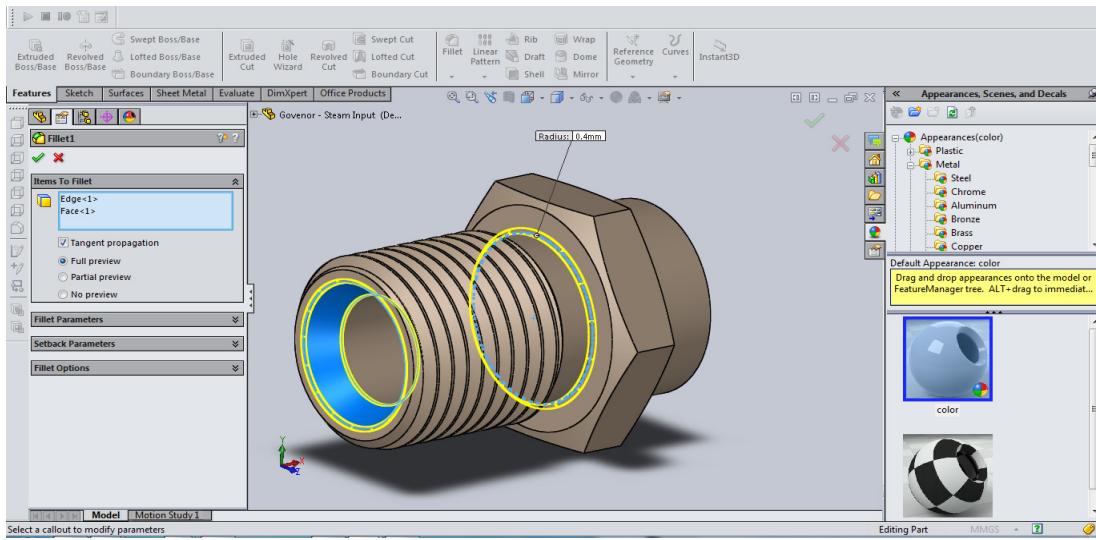 Extruded Boss/Base
Revolved Boss/Base
Swept Boss/Base
Lofted Boss/Base
Boundary Boss/Base
Extruded Cut
Hole Wizard
Revolved Cut
Swept Cut
Lofted Cut
Boundary Cut
Fillet
Linear Pattern
Rib
Draft
Shell
Wrap
Dome
Mirror
Reference Geometry
Curves
Instant3D
Features
Sketch
Surfaces
Sheet Metal
Evaluate
DimXpert
Office Products
Fillet1
Items To Fillet
Edge<1>
Face<1>
Tangent propagation
Full preview
Partial preview
No preview
Fillet Parameters
Setback Parameters
Fillet Options
Govenor - Steam Input (De...
Radius: 0.4mm
Y
X
Z
Appearances, Scenes, and Decals
Appearances(color)
Plastic
Metal
Steel
Chrome
Aluminum
Bronze
Brass
Copper
Default Appearance: color
Drag and drop appearances onto the model or
FeatureManager tree. ALT+drag to immediat...
color
Model
Motion Study 1
Select a callout to modify parameters
Editing Part
MMGS